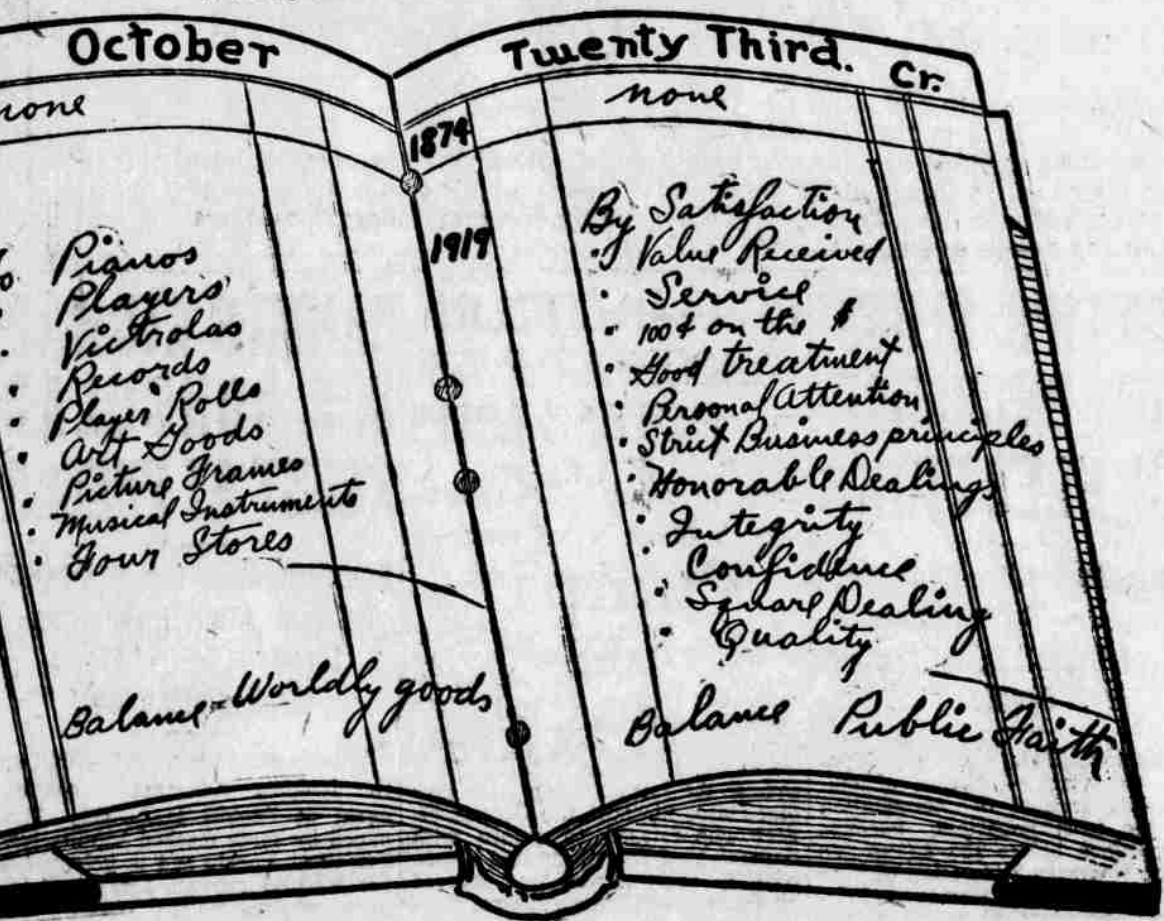 October
none
To Pianos
Players
Victrolas
Records
Player Rolls
Art Goods
Picture Frames
Musical Instruments
Four Stores
Balance = Worldly goods
1874
1919
Twenty Third. Cr.
none
By Satisfaction
" Value Received
" Service
" 100¢ on the $
" Good treatment
" Personal Attention
" Strict Business principles
" Honorable Dealings
" Integrity
" Confidence
" Square Dealing
" Quality
Balance Public Faith